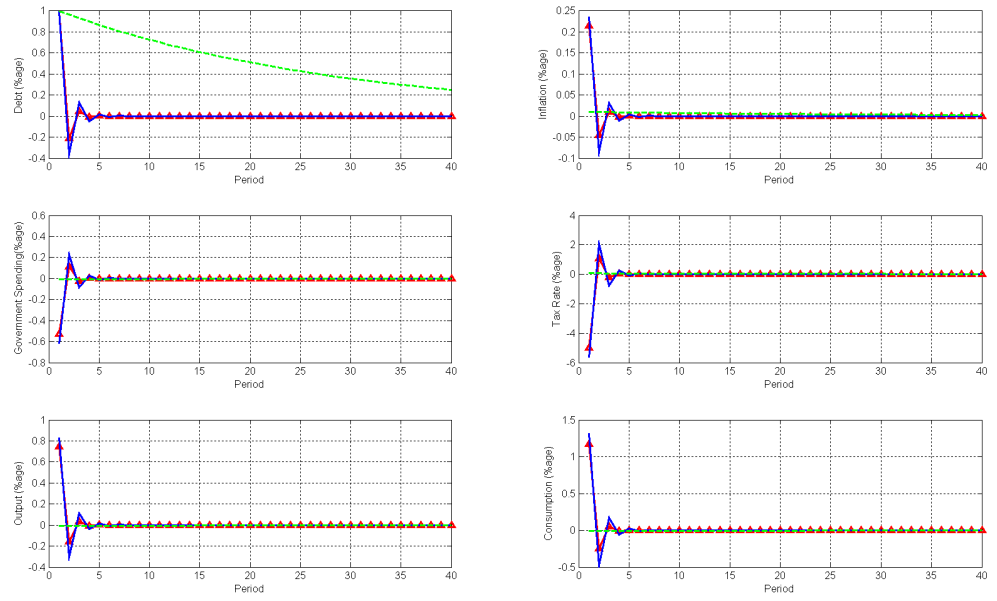 1
0.8
0.6
0.4
0.2
0
-0.2
-0.4
Debt (%age)
0 5 10 15 20 25 30 35 40
Period
0.25
0.2
0.15
0.1
0.05
0
-0.05
-0.1
Inflation (%age)
0 5 10 15 20 25 30 35 40
Period
0.6
0.4
0.2
0
-0.2
-0.4
-0.6
-0.8
Government Spending(%age)
0 5 10 15 20 25 30 35 40
Period
4
2
0
-2
-4
-6
Tax Rate (%age)
0 5 10 15 20 25 30 35 40
Period
1
0.8
0.6
0.4
0.2
0
-0.2
-0.4
Output (%age)
0 5 10 15 20 25 30 35 40
Period
1.5
1
0.5
0
-0.5
Consumption (%age)
0 5 10 15 20 25 30 35 40
Period